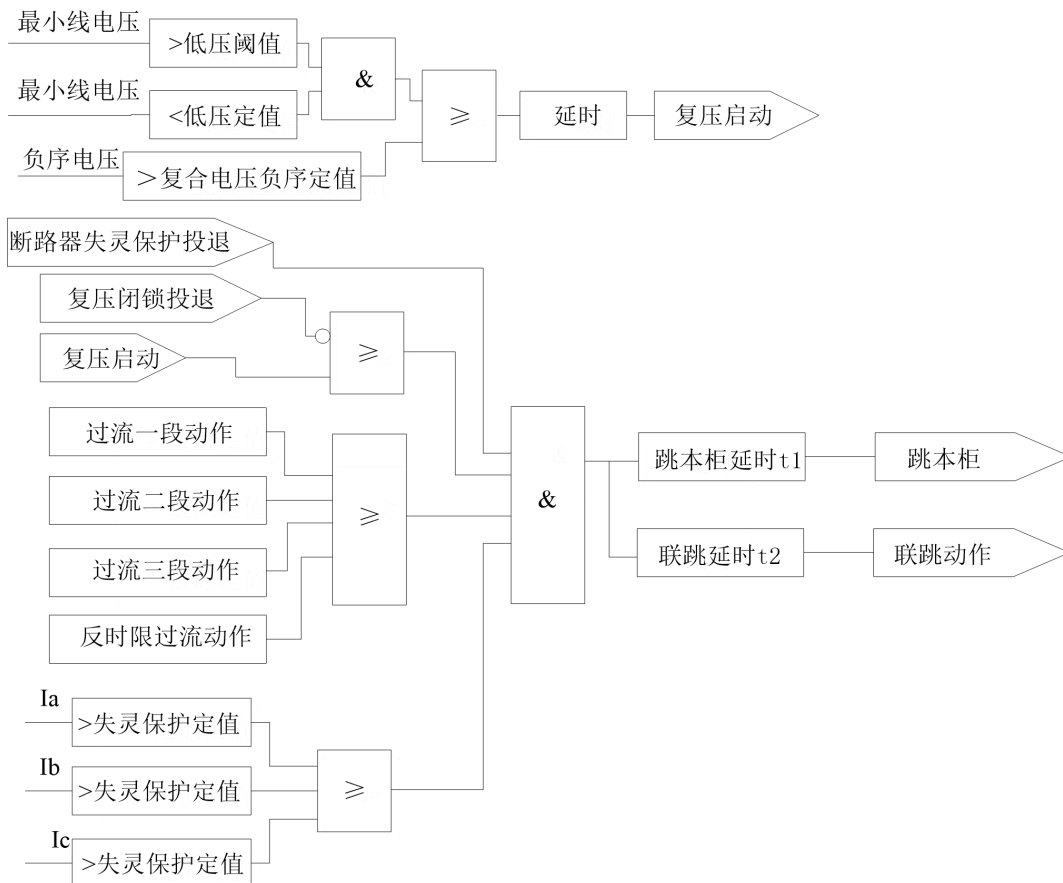 最小线电压
>低压阈值
&
最小线电压
<低压定值
≥
延时
复压启动
负序电压
>复合电压负序定值
断路器失灵保护投退
复压闭锁投退
≥
复压启动
过流一段动作
过流二段动作
≥
过流三段动作
反时限过流动作
&
跳本柜延时t1
跳本柜
联跳延时t2
联跳动作
Ia
>失灵保护定值
Ib
>失灵保护定值
≥
Ic
>失灵保护定值